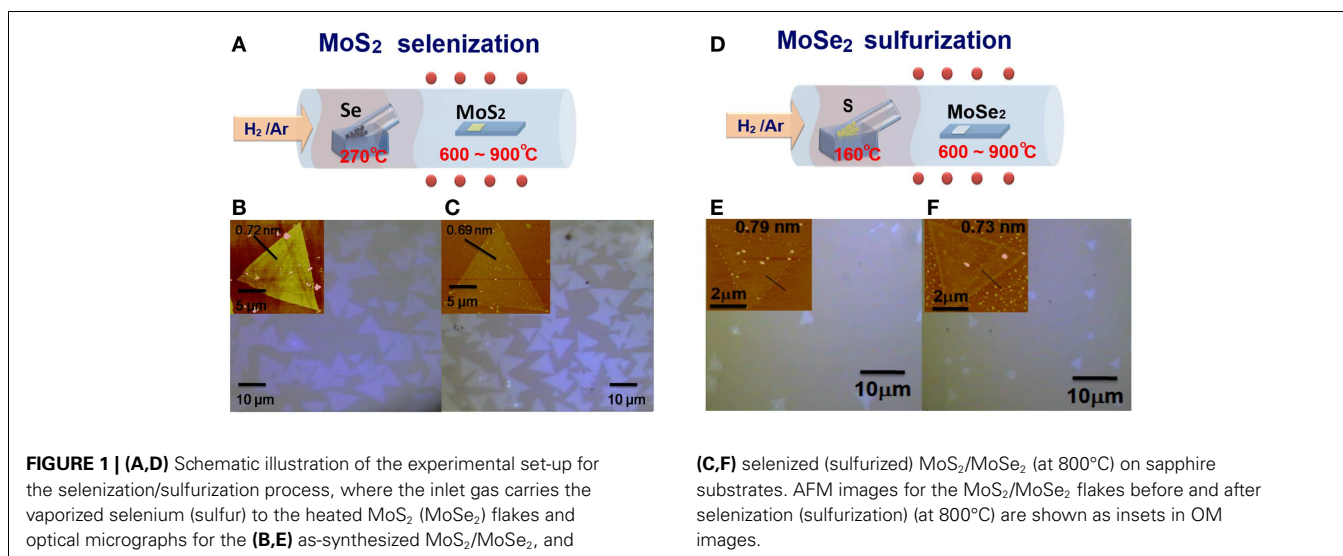 A
MoS2 selenization
Se
MoS2
H2 /Ar
270°C
600 ~ 900°C
B
C
0.72 nm
5 μm
10 μm
0.69 nm
5 μm
10 μm
D
MoSe2 sulfurization
S
MoSe2
H2 /Ar
160°C
600 ~ 900°C
E
F
0.79 nm
2μm
10μm
0.73 nm
2μm
10μm
FIGURE 1 | (A,D) Schematic illustration of the experimental set-up for
the selenization/sulfurization process, where the inlet gas carries the
vaporized selenium (sulfur) to the heated MoS2 (MoSe2) flakes and
optical micrographs for the (B,E) as-synthesized MoS2/MoSe2, and
(C,F) selenized (sulfurized) MoS2/MoSe2 (at 800°C) on sapphire
substrates. AFM images for the MoS2/MoSe2 flakes before and after
selenization (sulfurization) (at 800°C) are shown as insets in OM
images.